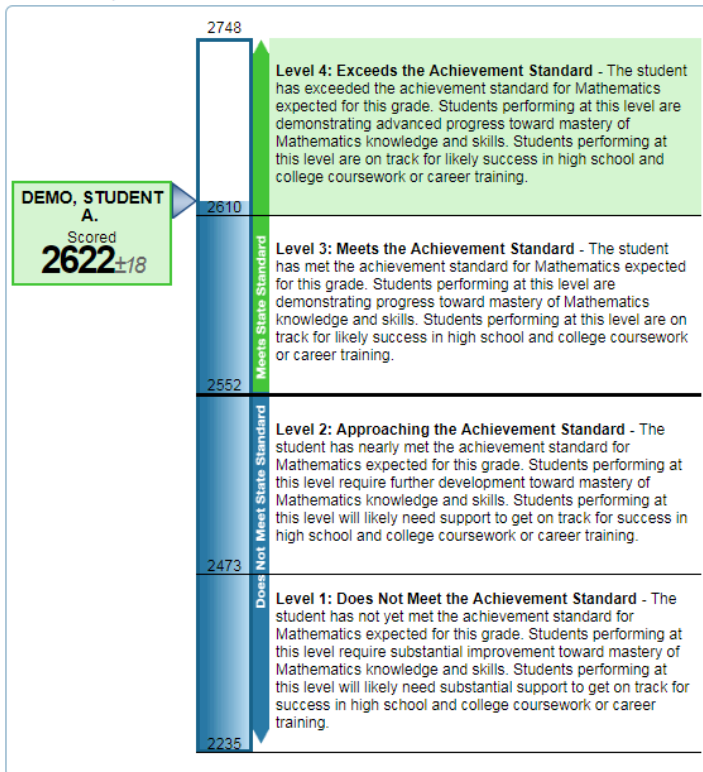 2748
Level 4: Exceeds the Achievement Standard - The student
has exceeded the achievement standard for Mathematics
expected for this grade. Students performing at this level are
demonstrating advanced progress toward mastery of
Mathematics knowledge and skills. Students performing at
this level are on track for likely success in high school and
college coursework or career training.
DEMO, STUDENT
A.
Scored
2622±18
2610
Meets State Standard
Level 3: Meets the Achievement Standard - The student
has met the achievement standard for Mathematics expected
for this grade. Students performing at this level are
demonstrating progress toward mastery of Mathematics
knowledge and skills. Students performing at this level are on
track for likely success in high school and college coursework
or career training.
2552
Does Not Meet State Standard
Level 2: Approaching the Achievement Standard - The
student has nearly met the achievement standard for
Mathematics expected for this grade. Students performing at
this level require further development toward mastery of
Mathematics knowledge and skills. Students performing at
this level will likely need support to get on track for success in
high school and college coursework or career training.
2473
Level 1: Does Not Meet the Achievement Standard - The
student has not yet met the achievement standard for
Mathematics expected for this grade. Students performing at
this level require substantial improvement toward mastery of
Mathematics knowledge and skills. Students performing at
this level will likely need substantial support to get on track for
success in high school and college coursework or career
training.
2235